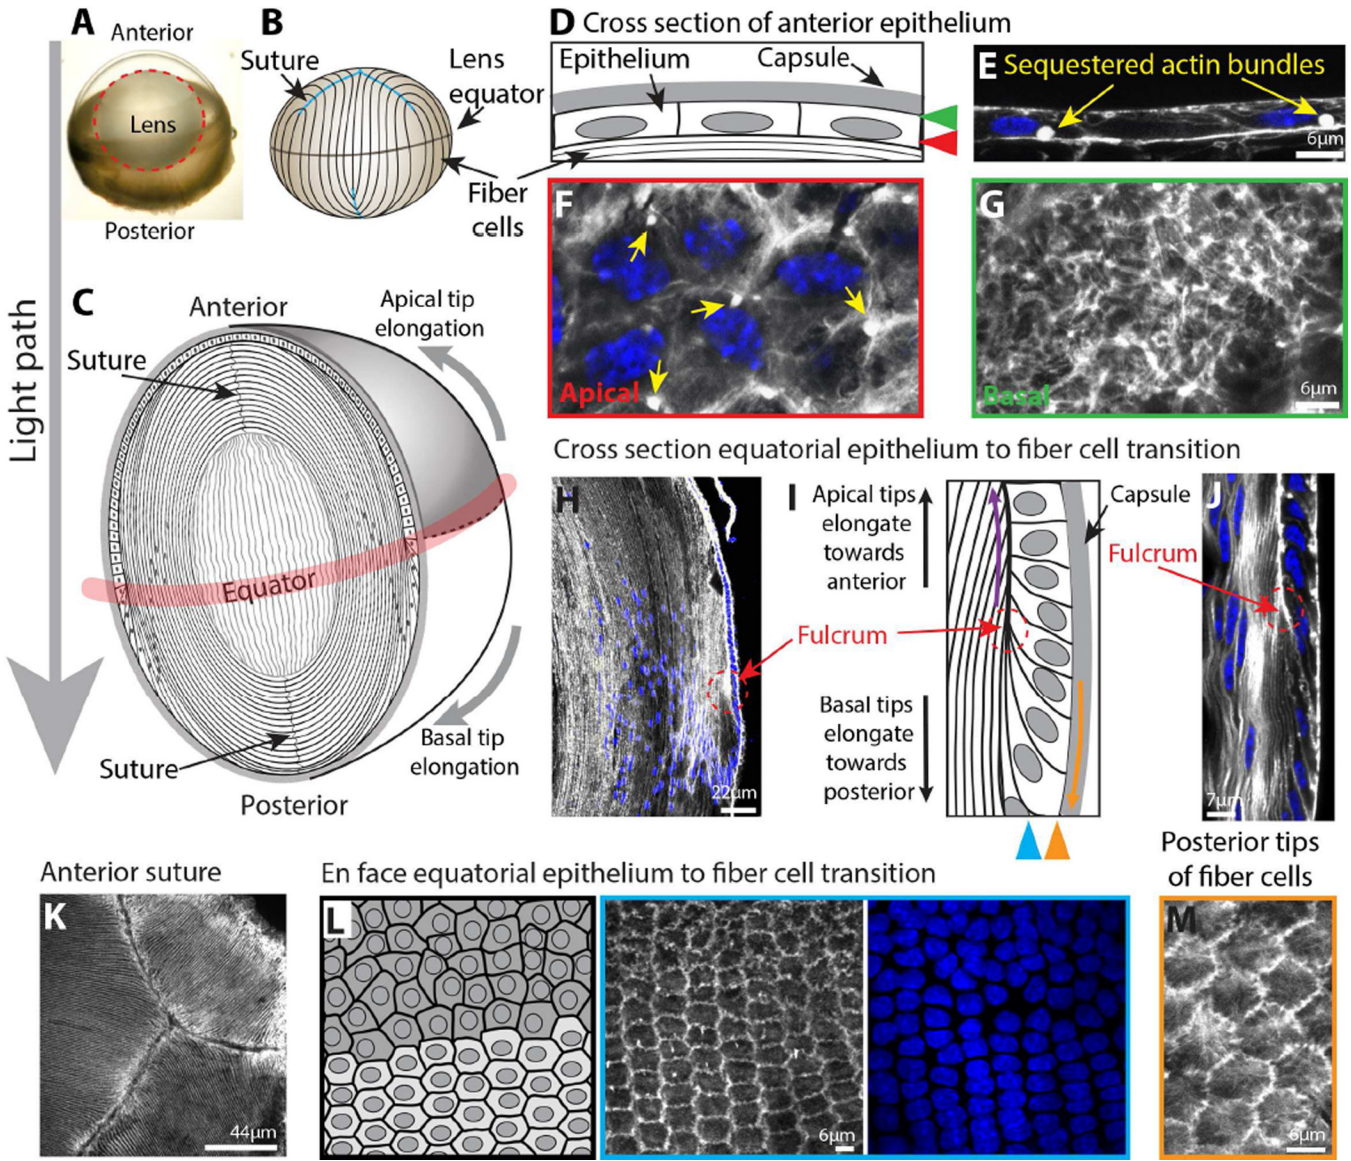 A
Anterior
Lens
Posterior
B
Suture
Lens
equator
Fiber
cells
D Cross section of anterior epithelium
Epithelium
Capsule
E Sequestered actin bundles
6μm
F
Apical
G
Basal
6μm
Light path
C
Anterior
Apical tip
elongation
Suture
Equator
Basal tip
elongation
Suture
Posterior
Cross section equatorial epithelium to fiber cell transition
H
22μm
Fulcrum
I
Apical tips
elongate
towards
anterior
Basal tips
elongate
towards
posterior
Capsule
J
Fulcrum
7μm
Anterior suture
K
44μm
En face equatorial epithelium to fiber cell transition
L
6μm
Posterior tips
of fiber cells
M
6μm